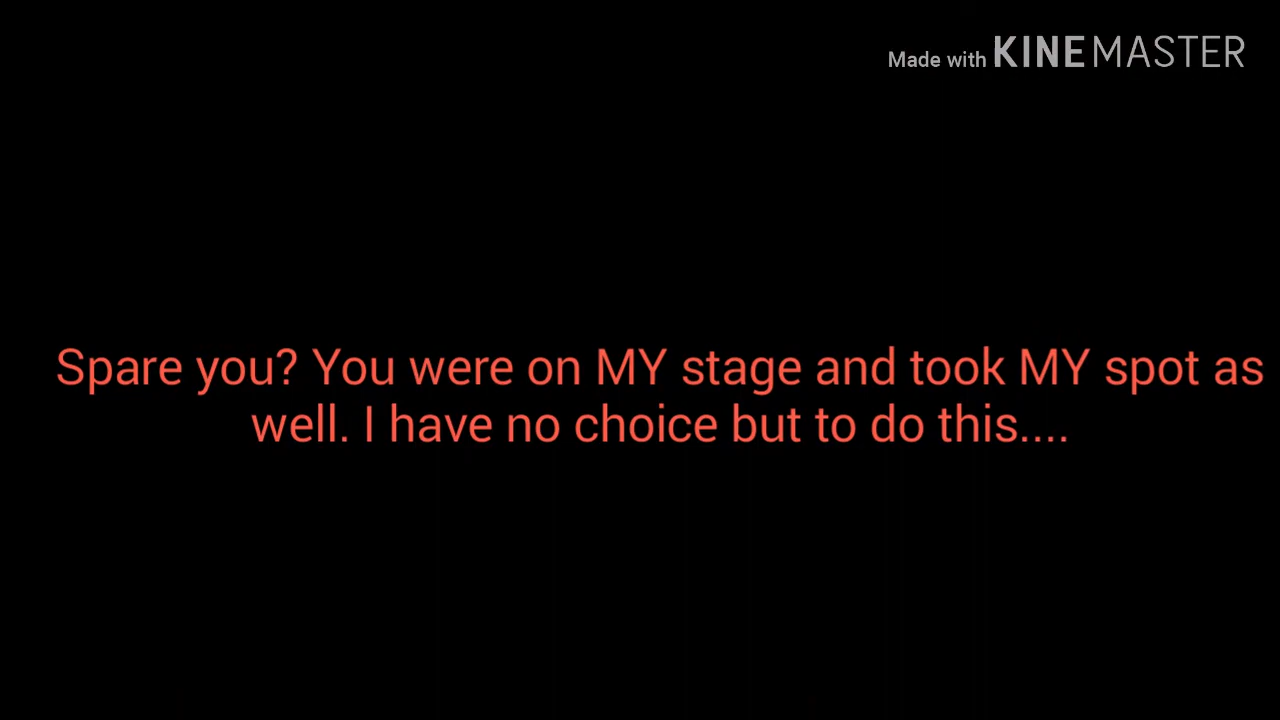 Made with KINEMASTER
Spare you? You were on MY stage and took MY spot as
well. I have no choice but to do this....